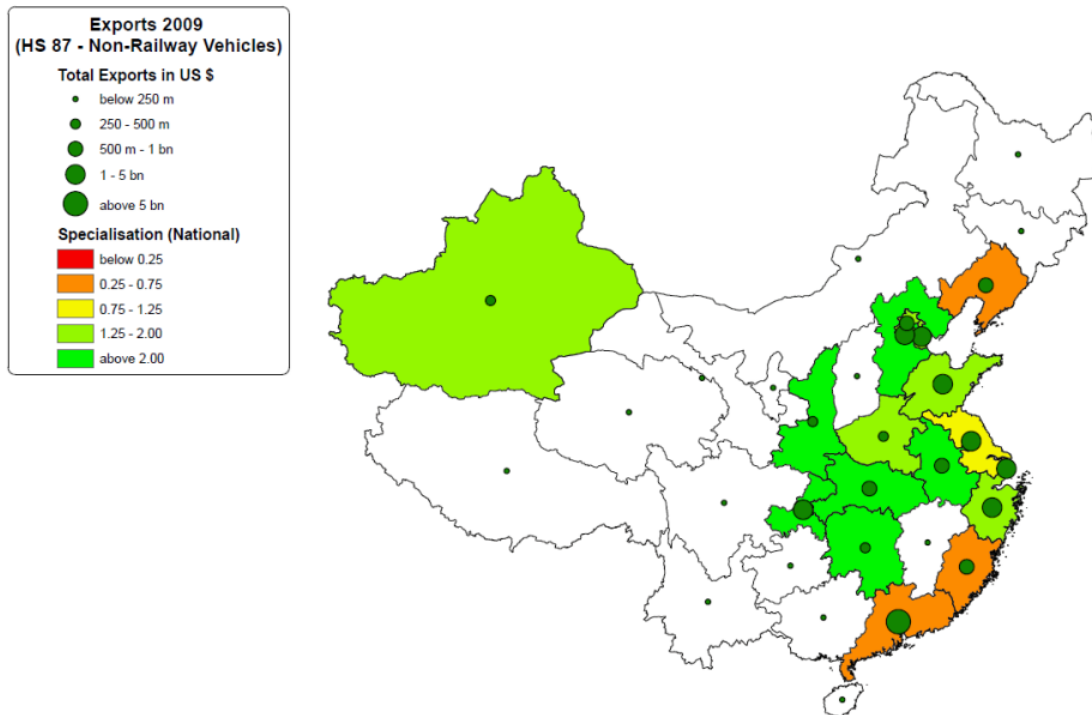 Exports 2009
(HS 87 - Non-Railway Vehicles)
Total Exports in US $
below 250 m
250 - 500 m
500 m - 1 bn
1 - 5 bn
above 5 bn
Specialisation (National)
below 0.25
0.25 - 0.75
0.75 - 1.25
1.25 - 2.00
above 2.00